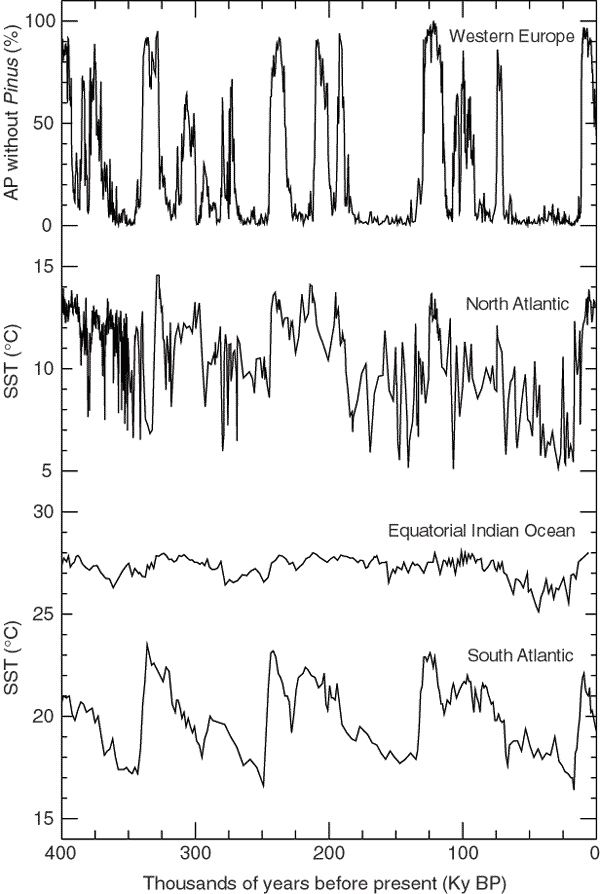 100
50
0
AP without Pinus (%)
Western Europe
15
10
5
SST (°C)
North Atlantic
30
25
20
15
SST (°C)
Equatorial Indian Ocean
South Atlantic
400 300 200 100 0
Thousands of years before present (Ky BP)